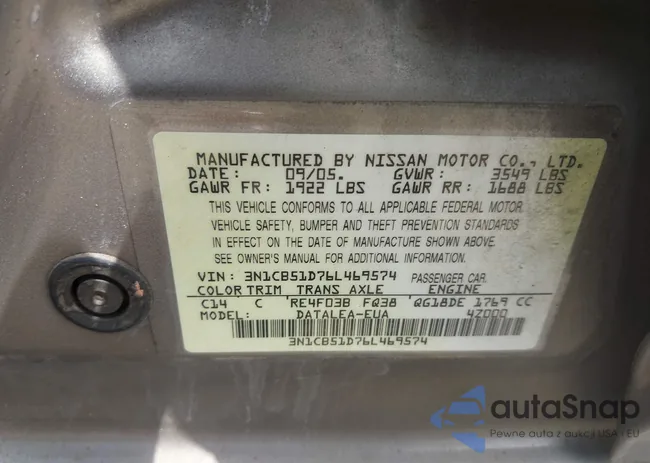 MANUFACTURED BY NISSAN MOTOR CO., LTD.
DATE: 09/05. GVWR: 3549 LBS
GAWR FR: 1922 LBS GAWR RR: 1688 LBS
THIS VEHICLE CONFORMS TO ALL APPLICABLE FEDERAL MOTOR
VEHICLE SAFETY, BUMPER AND THEFT PREVENTION STANDARDS
IN EFFECT ON THE DATE OF MANUFACTURE SHOWN ABOVE.
SEE OWNER'S MANUAL FOR ADDITIONAL INFORMATION.
VIN: 3N1CB51D76L469574 PASSENGER CAR.
COLOR TRIM TRANS AXLE ENGINE
C14 C RE4F03B FQ38 QG18DE 1769 CC
MODEL: DATALEA-EUA 4Z000
3N1CB51D76L469574
autaSnap
Pewne auta z aukcji USA i EU